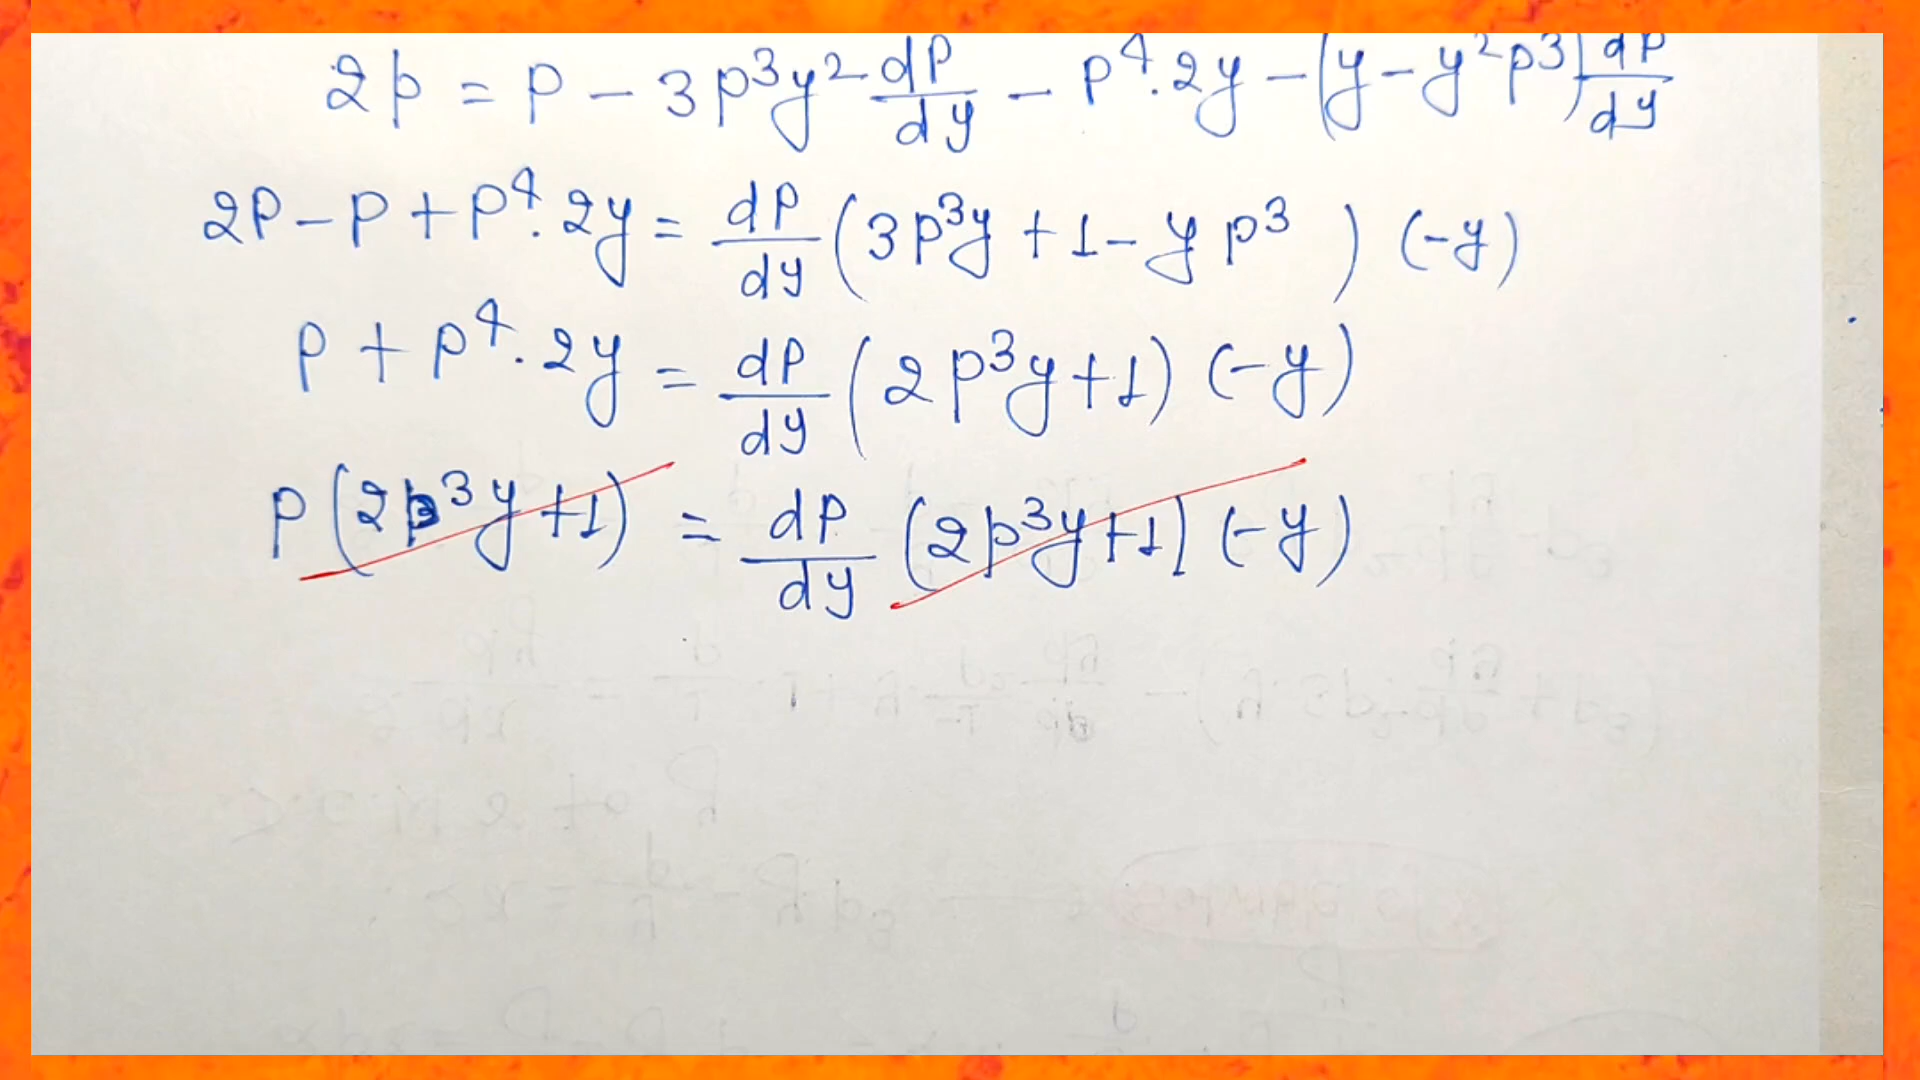 2p = p - 3p³y² dp/dy - p⁴.2y - (y - y²p³) dp/dy
2p - p + p⁴.2y = dp/dy (3p³y + 1 - yp³) (-y)
p + p⁴.2y = dp/dy (2p³y + 1) (-y)
p(2p³y + 1) = dp/dy (2p³y + 1) (-y)